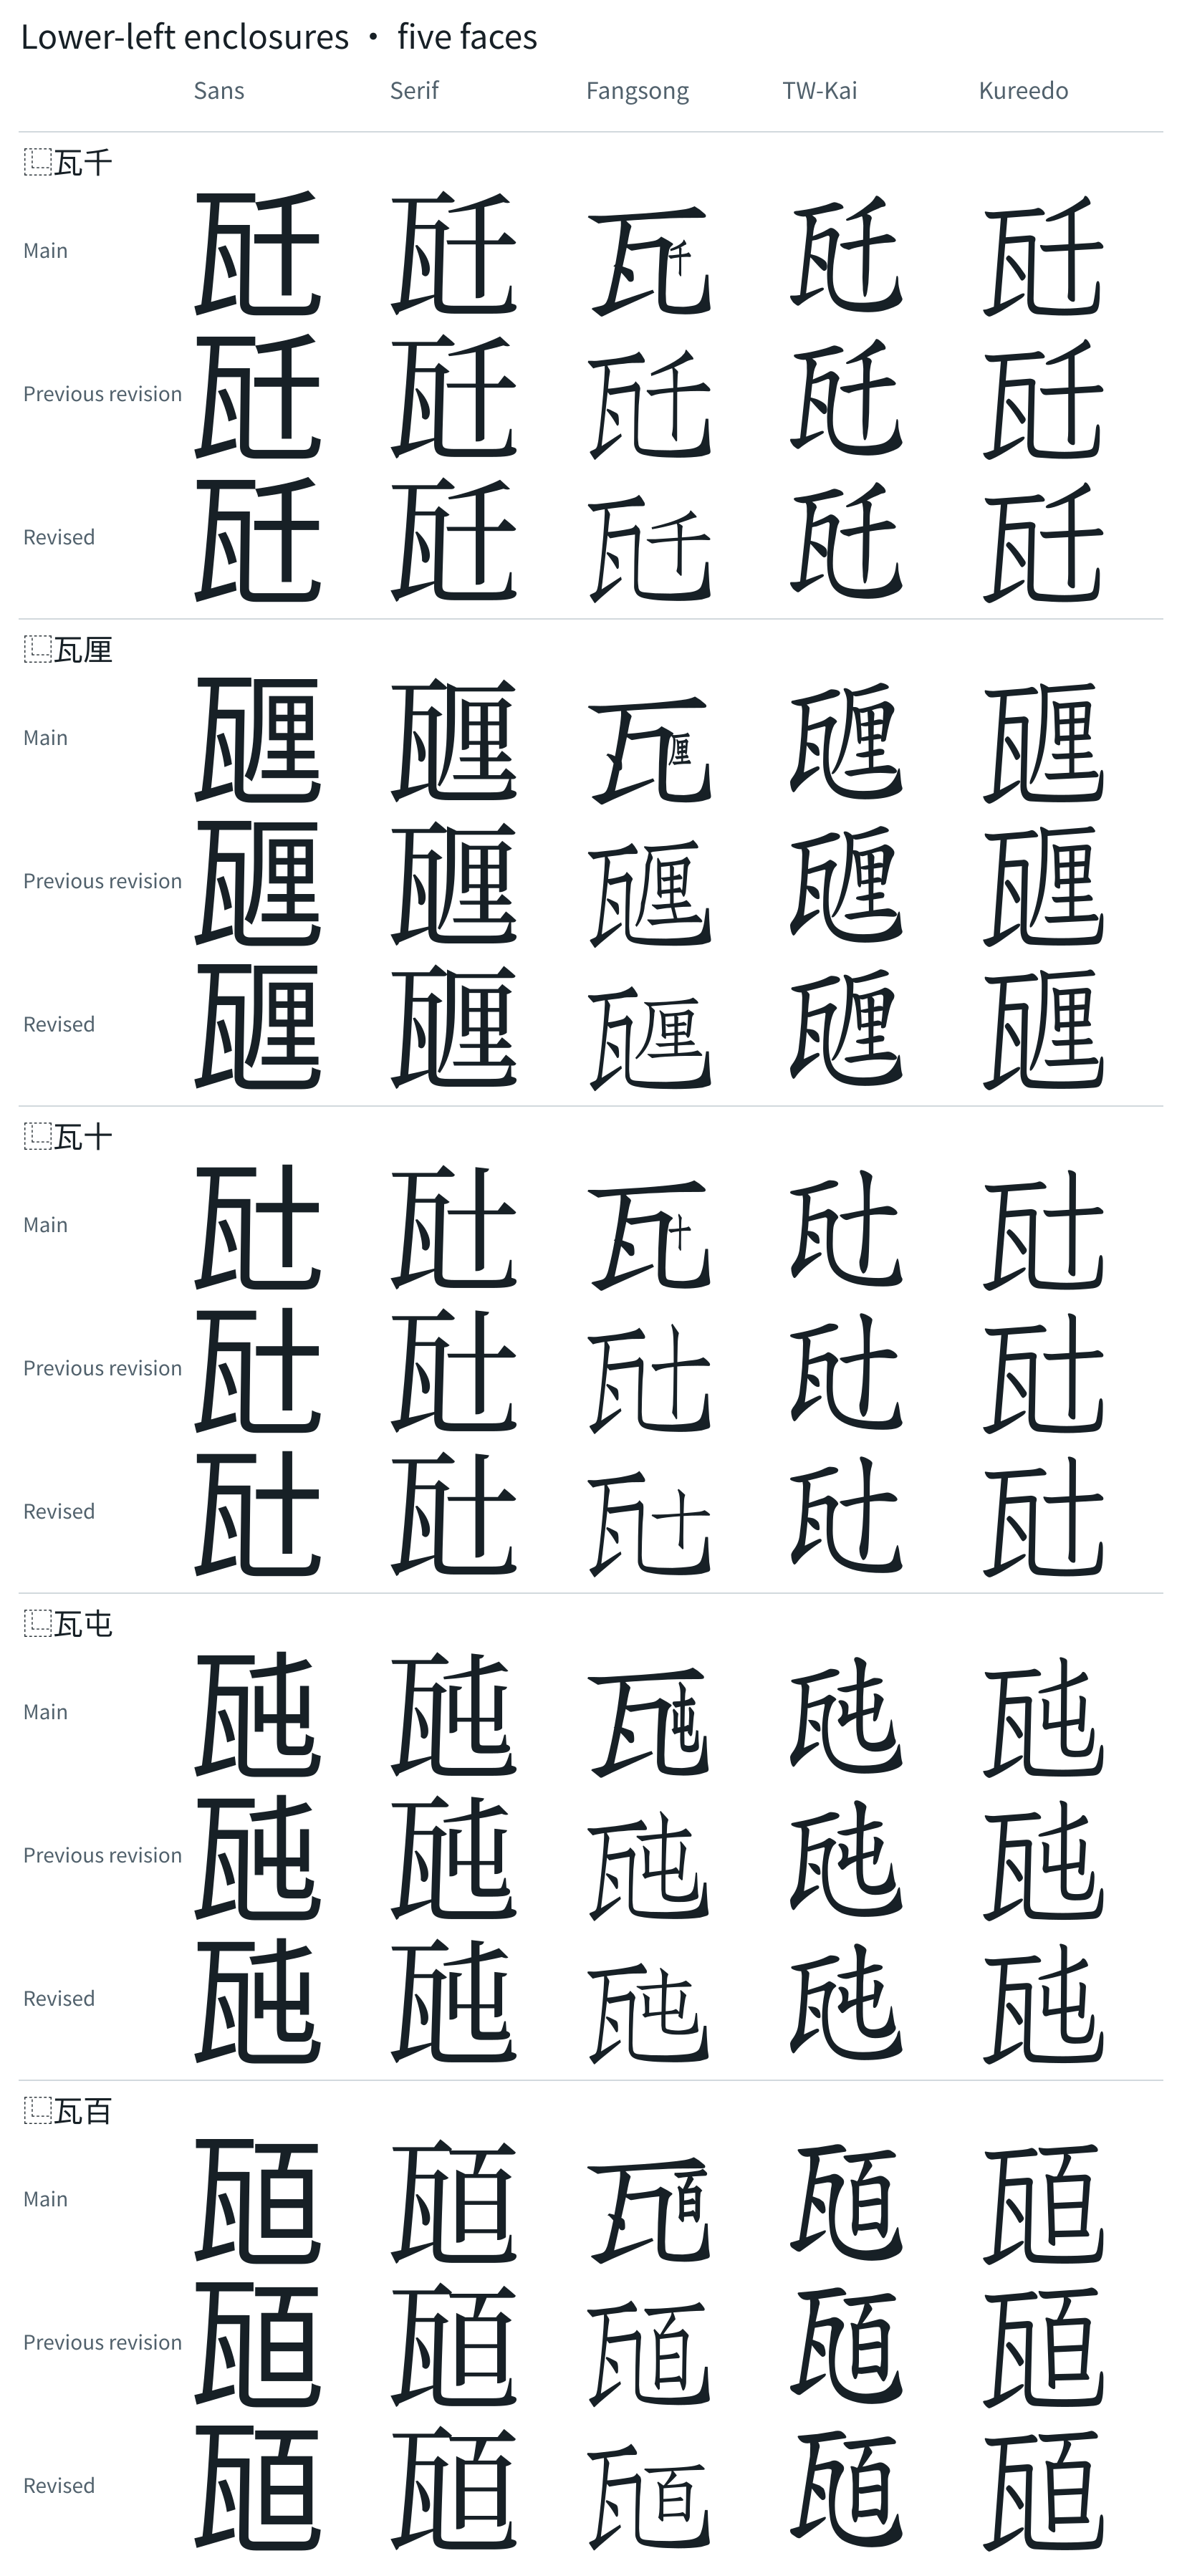 Lower-left enclosures · five faces
Sans Serif Fangsong TW-Kai Kureedo
⿺瓦千
Main 瓩 瓩 瓩 瓩 瓩
Previous revision 瓩 瓩 瓩 瓩 瓩
Revised 瓩 瓩 瓩 瓩 瓩
⿺瓦厘
Main 甅 甅 甅 甅 甅
Previous revision 甅 甅 甅 甅 甅
Revised 甅 甅 甅 甅 甅
⿺瓦十
Main 瓧 瓧 瓧 瓧 瓧
Previous revision 瓧 瓧 瓧 瓧 瓧
Revised 瓧 瓧 瓧 瓧 瓧
⿺瓦屯
Main 瓲 瓲 瓲 瓲 瓲
Previous revision 瓲 瓲 瓲 瓲 瓲
Revised 瓲 瓲 瓲 瓲 瓲
⿺瓦百
Main 瓸 瓸 瓸 瓸 瓸
Previous revision 瓸 瓸 瓸 瓸 瓸
Revised 瓸 瓸 瓸 瓸 瓸